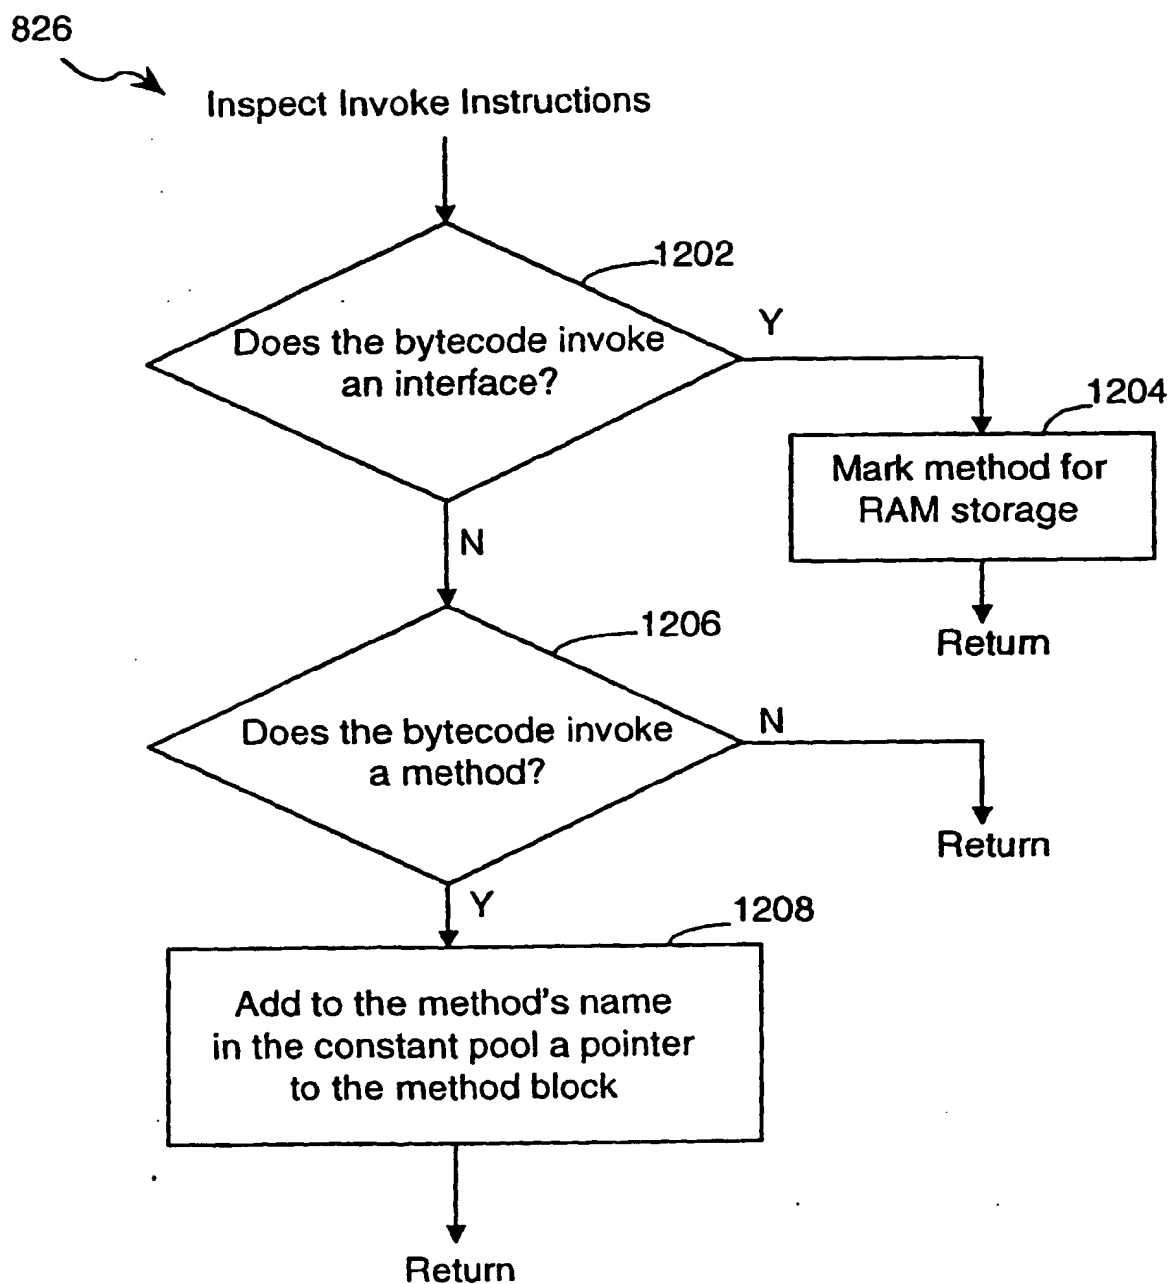 826
Inspect Invoke Instructions
1202
Does the bytecode invoke
an interface?
Y
1204
Mark method for
RAM storage
Return
N
1206
Does the bytecode invoke
a method?
N
Return
Y
1208
Add to the method's name
in the constant pool a pointer
to the method block
Return